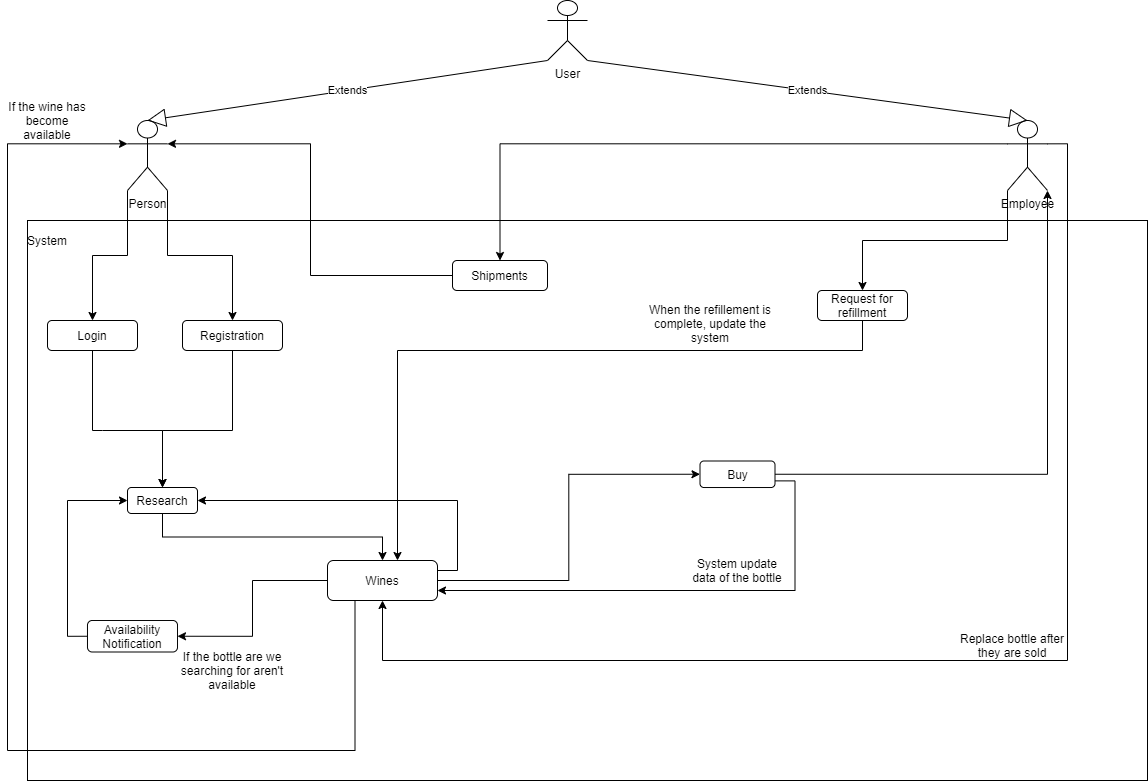 User
Extends
Extends
If the wine has
become
available
Person
Employee
System
Shipments
Request for
refillment
When the refillement is
complete, update the
system
Login
Registration
Buy
Research
System update
data of the bottle
Wines
Availability
Notification
Replace bottle after
they are sold
If the bottle are we
searching for aren't
available